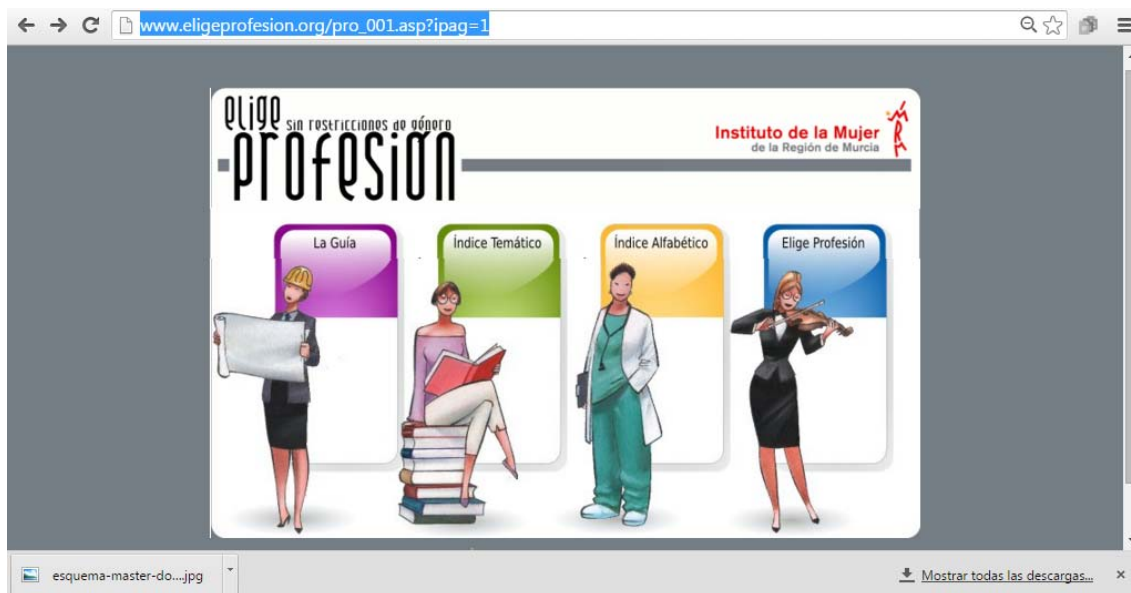 www.eligeprofesion.org/pro_001.asp?ipag=1
elige sin restricciones de género
profesión
Instituto de la Mujer
de la Región de Murcia
MRM
La Guía
Índice Temático
Índice Alfabético
Elige Profesión
esquema-master-do....jpg
Mostrar todas las descargas...